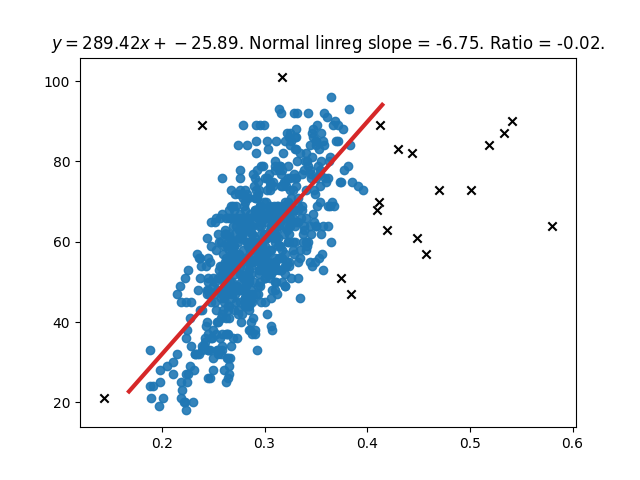 y = 289.42x + −25.89. Normal linreg slope = -6.75. Ratio = -0.02.
100
80
60
40
20
0.2 0.3 0.4 0.5 0.6